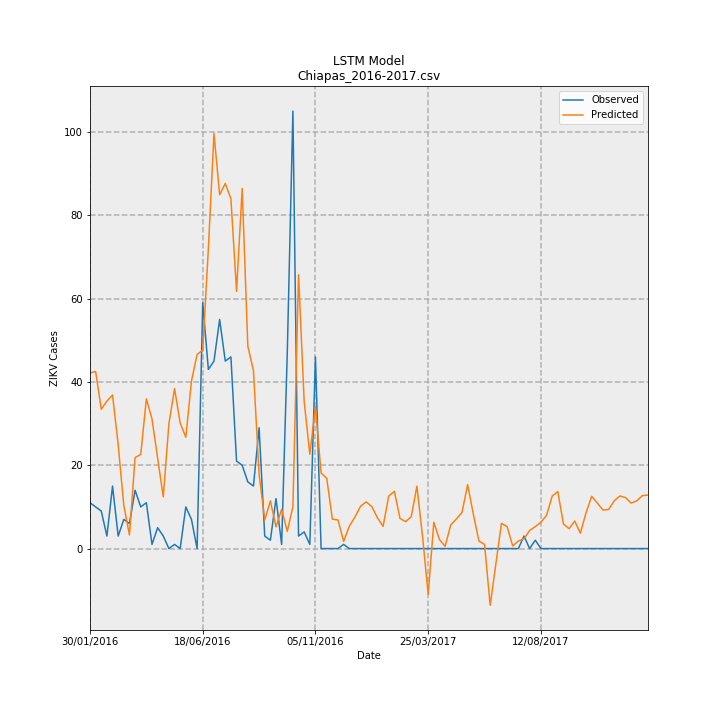 LSTM Model
Chiapas_2016-2017.csv
Observed
Predicted
ZIKV Cases
100
80
60
40
20
0
30/01/2016 18/06/2016 05/11/2016 25/03/2017 12/08/2017
Date